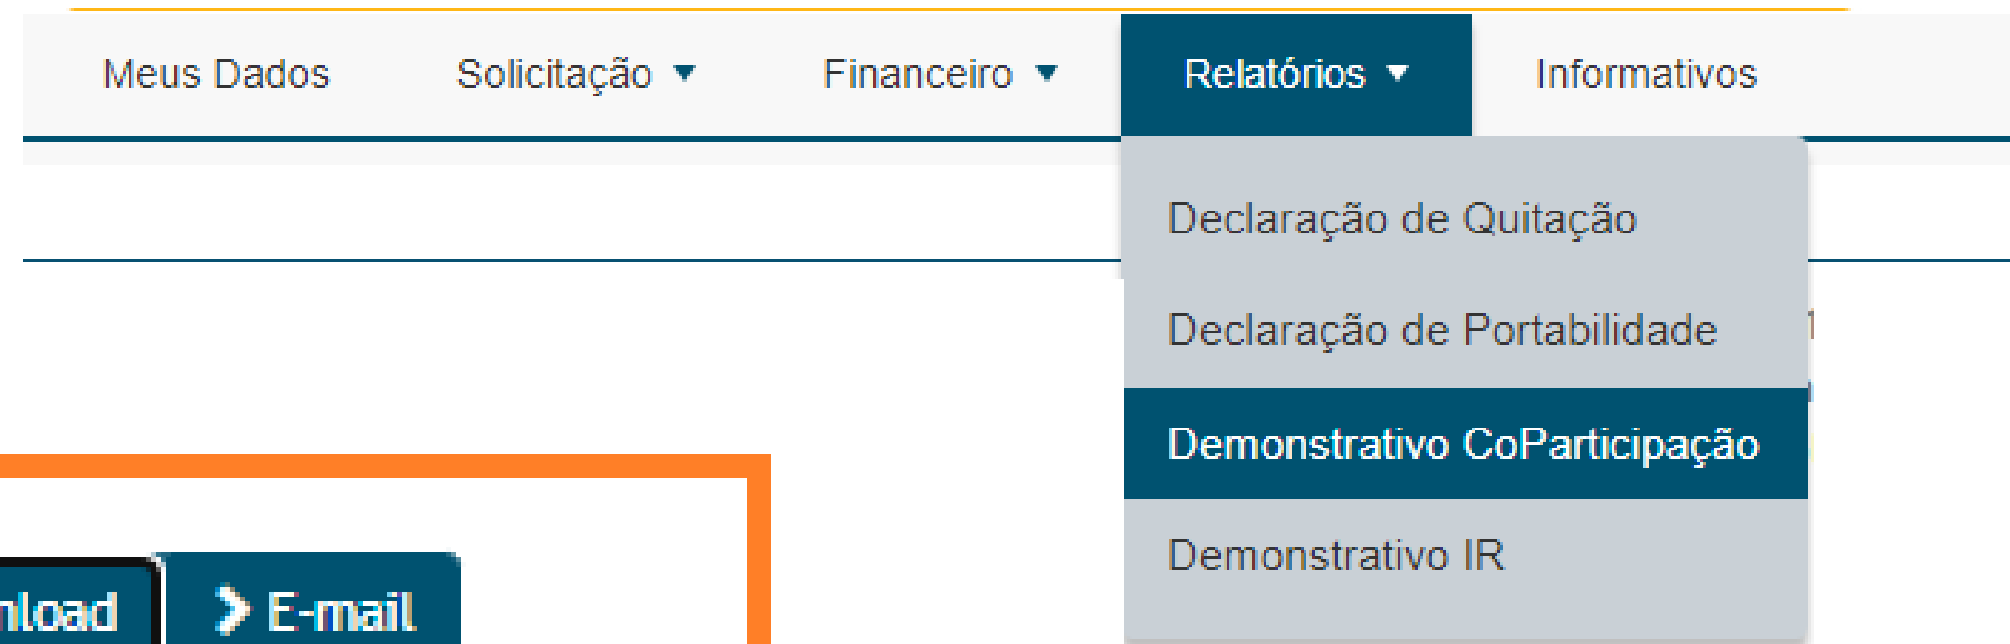 Meus Dados Solicitação Financeiro Relatórios Informativos
Declaração de Quitação
Declaração de Portabilidade
Demonstrativo CoParticipação
Demonstrativo IR
nload E-mail